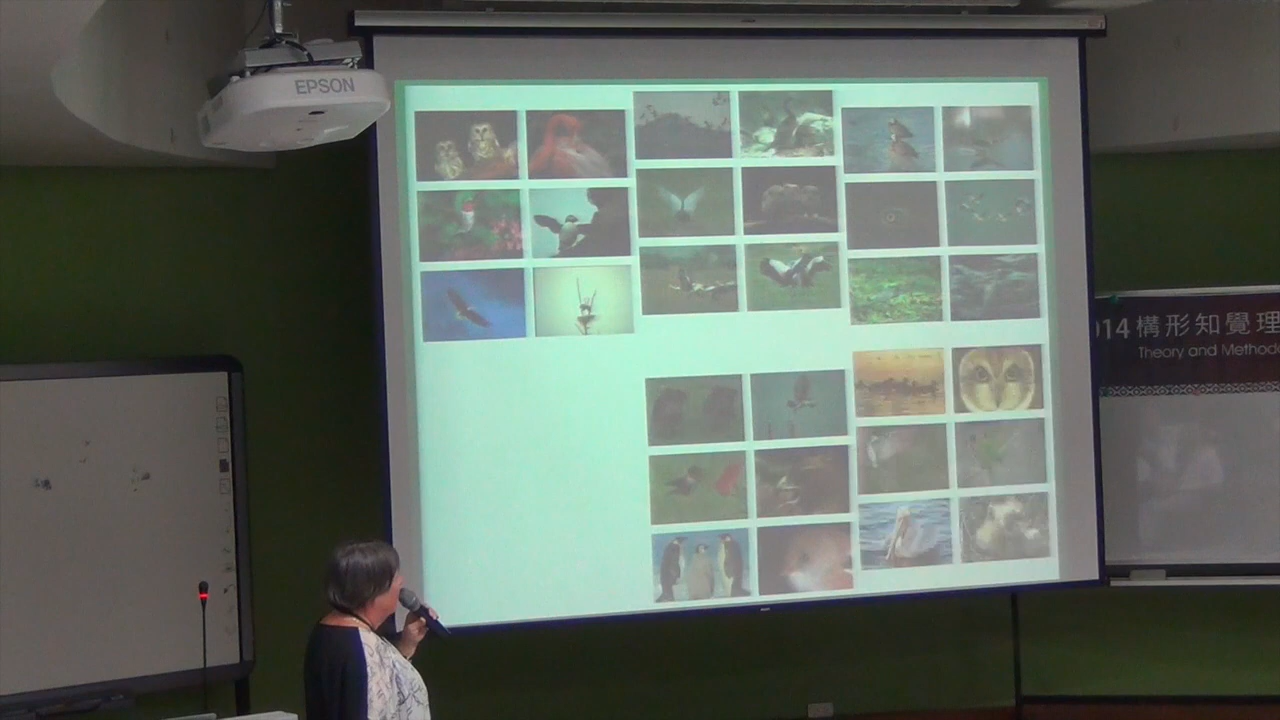 EPSON
014 構形知覺理
Theory and Methodo